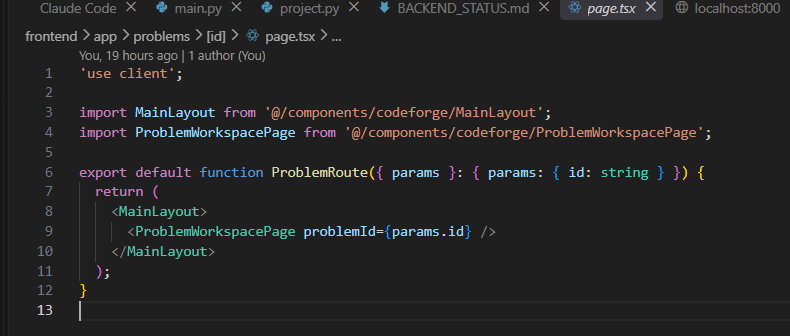 Claude Code main.py project.py BACKEND_STATUS.md page.tsx localhost:8000
frontend > app > problems > [id] > page.tsx > ...
You, 19 hours ago | 1 author (You)
1 'use client';
2
3 import MainLayout from '@/components/codeforge/MainLayout';
4 import ProblemWorkspacePage from '@/components/codeforge/ProblemWorkspacePage';
5
6 export default function ProblemRoute({ params }: { params: { id: string } }) {
7 return (
8 <MainLayout>
9 <ProblemWorkspacePage problemId={params.id} />
10 </MainLayout>
11 );
12 }
13